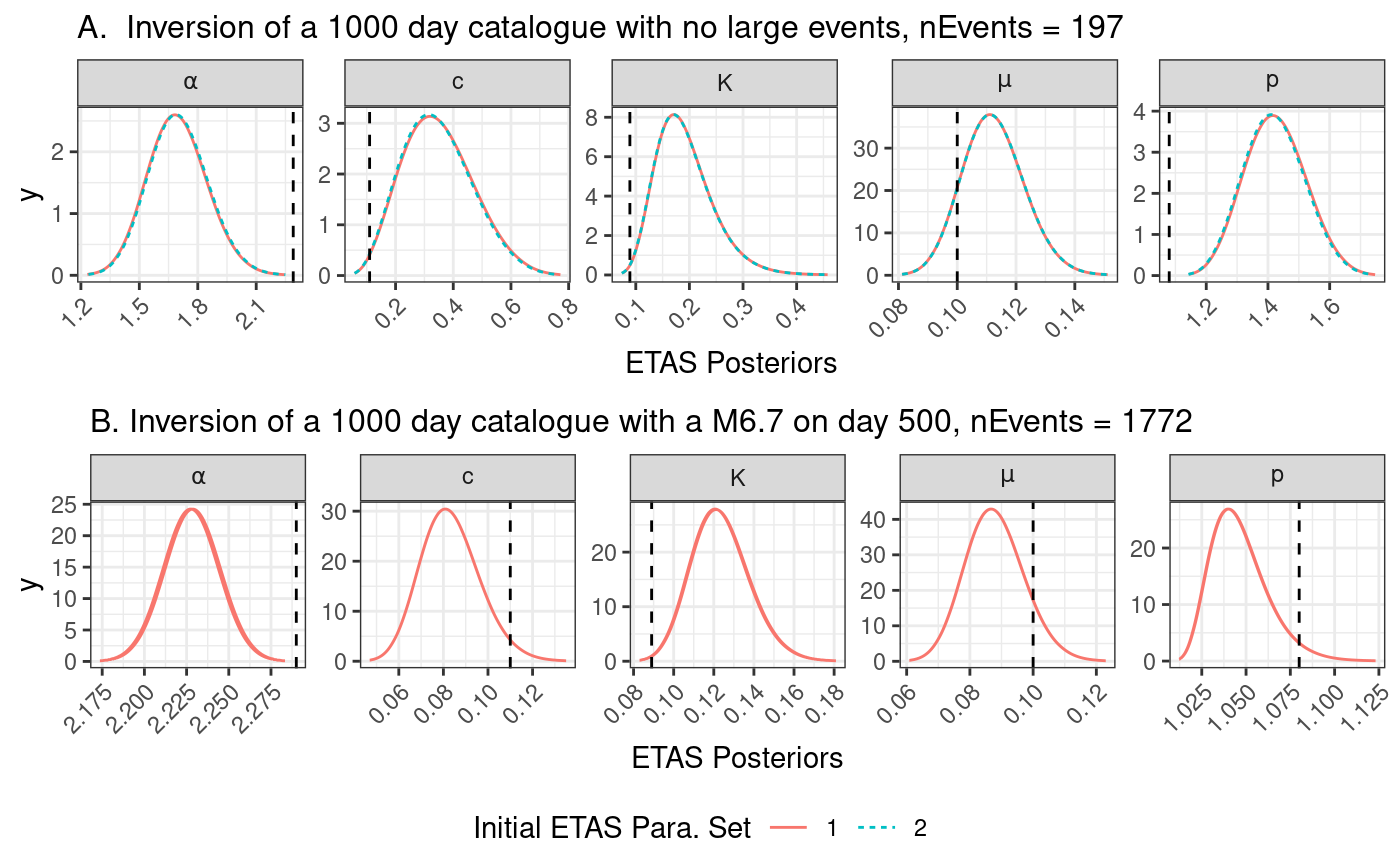 A. Inversion of a 1000 day catalogue with no large events, nEvents = 197
α c K μ p
y
0 1 2
0 1 2 3
0 2 4 6 8
0 10 20 30
0 1 2 3 4
1.2 1.5 1.8 2.1
0.2 0.4 0.6 0.8
0.1 0.2 0.3 0.4
0.08 0.10 0.12 0.14
1.2 1.4 1.6
ETAS Posteriors
B. Inversion of a 1000 day catalogue with a M6.7 on day 500, nEvents = 1772
α c K μ p
y
0 5 10 15 20 25
0 10 20 30
0 10 20
0 10 20 30 40
0 10 20
2.175 2.200 2.225 2.250 2.275
0.06 0.08 0.10 0.12
0.08 0.10 0.12 0.14 0.16 0.18
0.06 0.08 0.10 0.12
1.025 1.050 1.075 1.100 1.125
ETAS Posteriors
Initial ETAS Para. Set 1 2